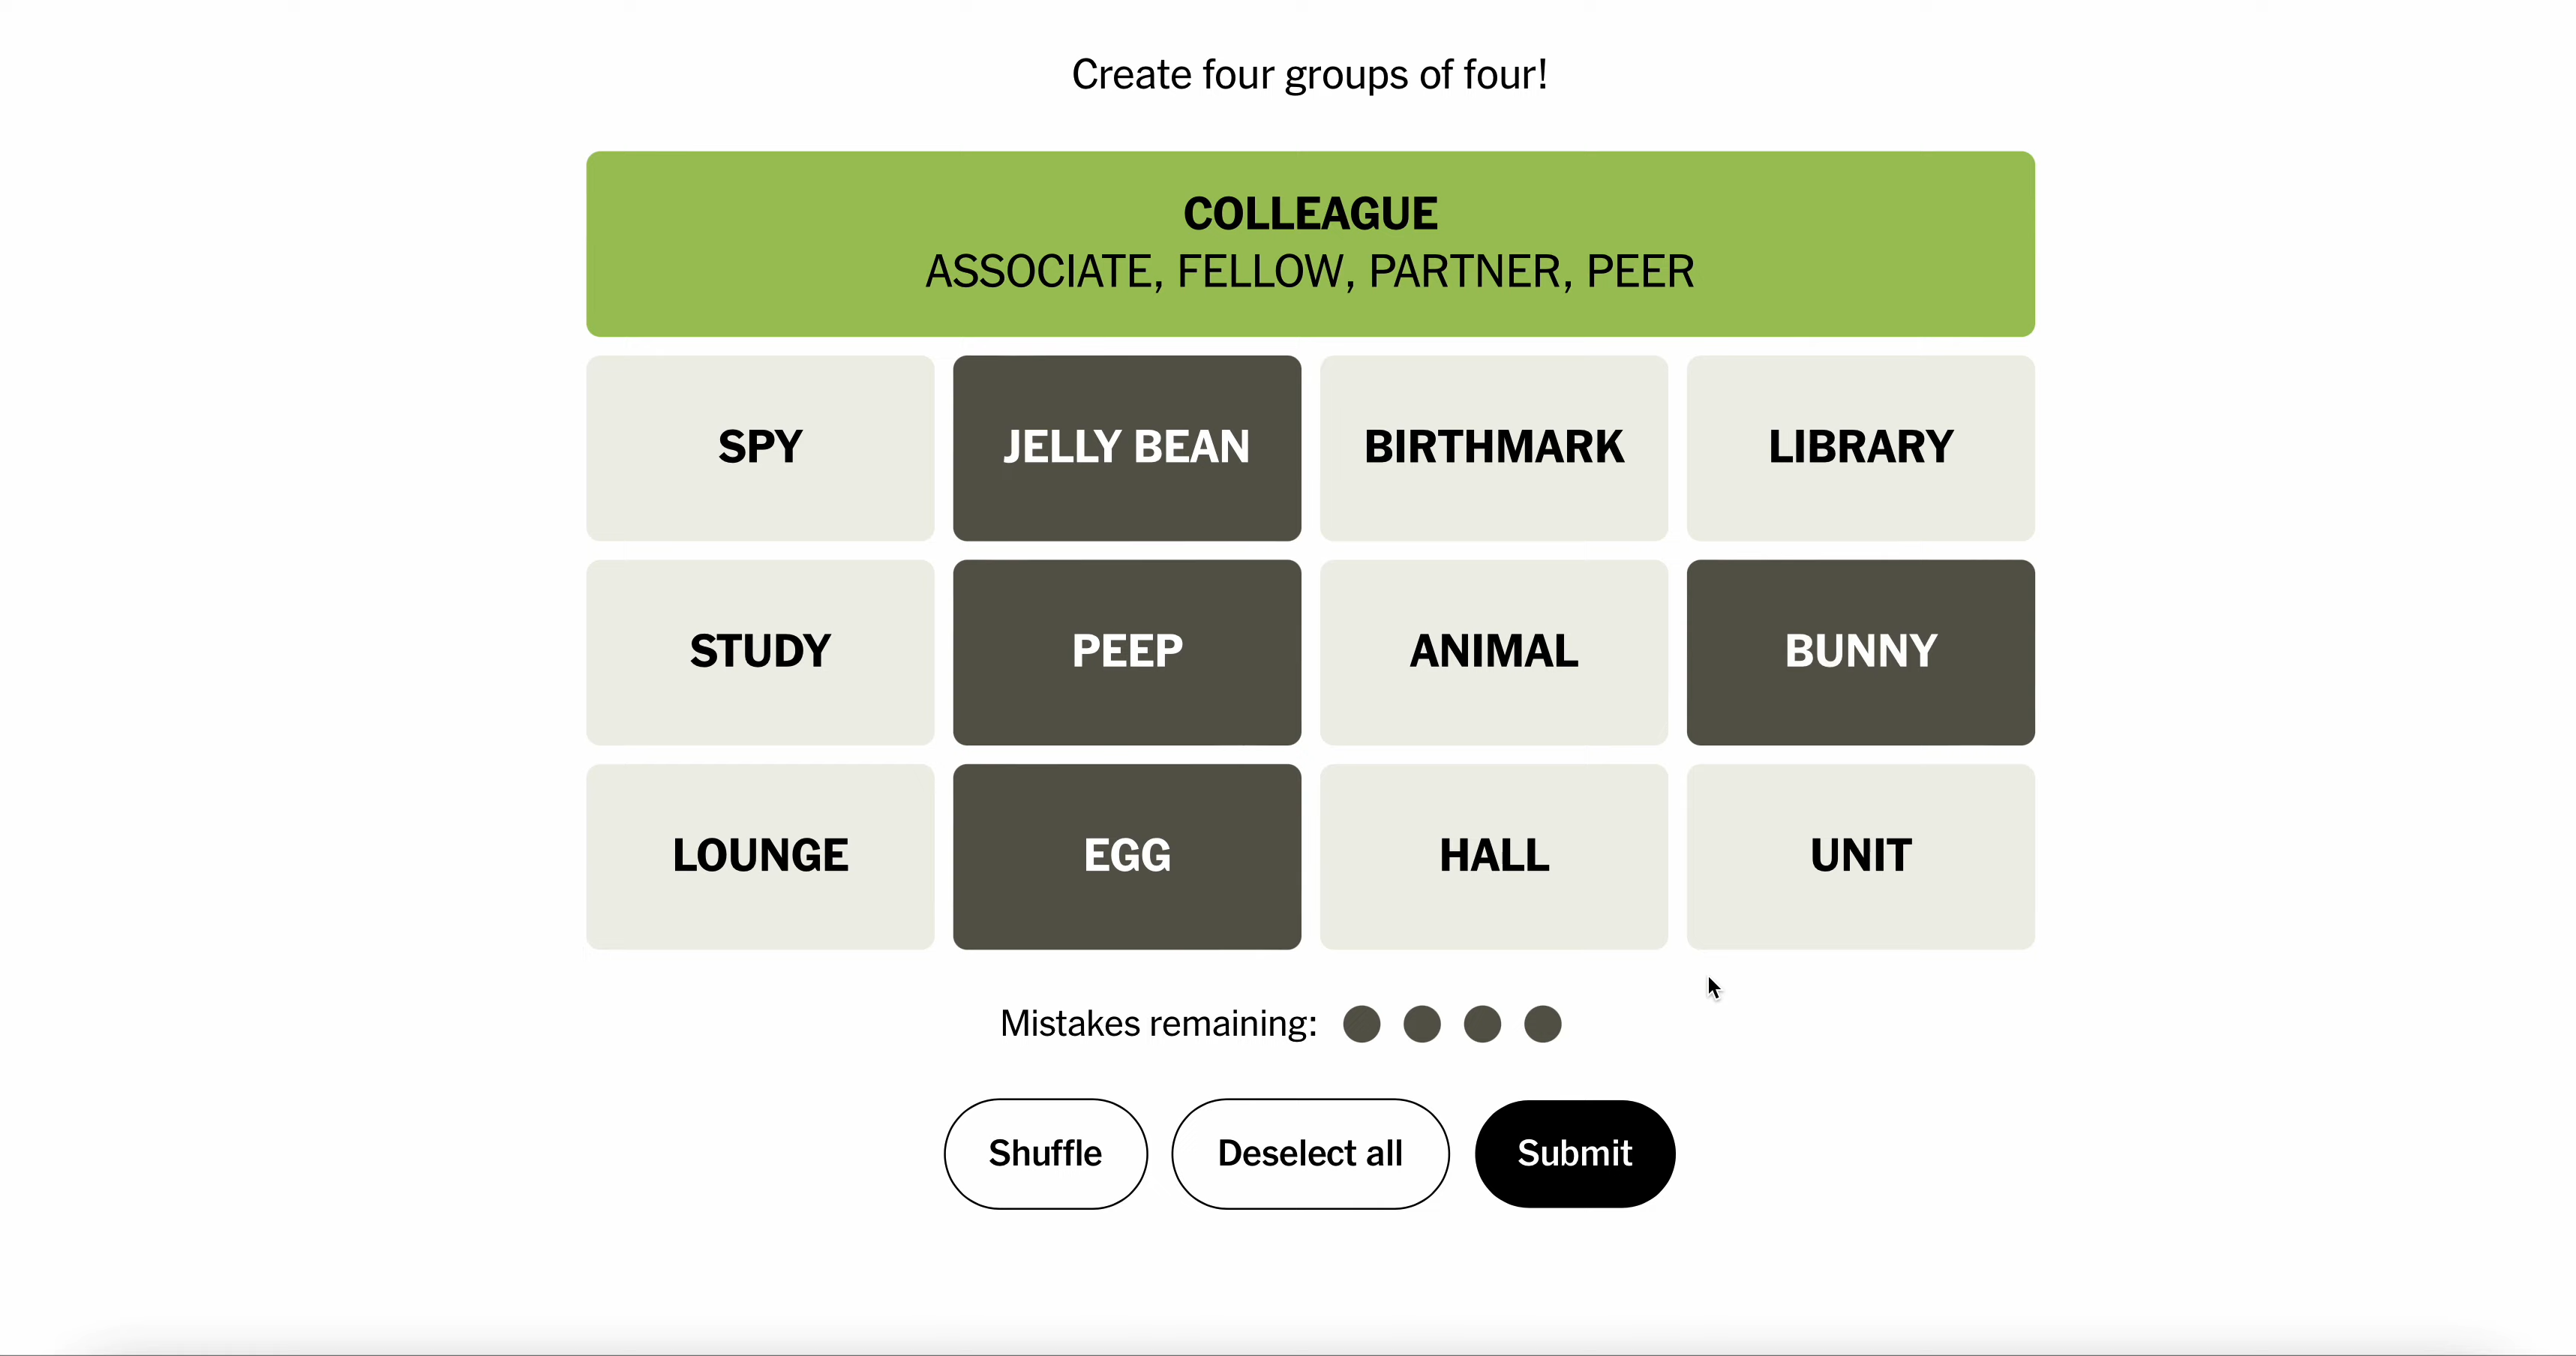 Create four groups of four!
COLLEAGUE
ASSOCIATE, FELLOW, PARTNER, PEER
SPY
JELLY BEAN
BIRTHMARK
LIBRARY
STUDY
PEEP
ANIMAL
BUNNY
LOUNGE
EGG
HALL
UNIT
Mistakes remaining:
Shuffle
Deselect all
Submit